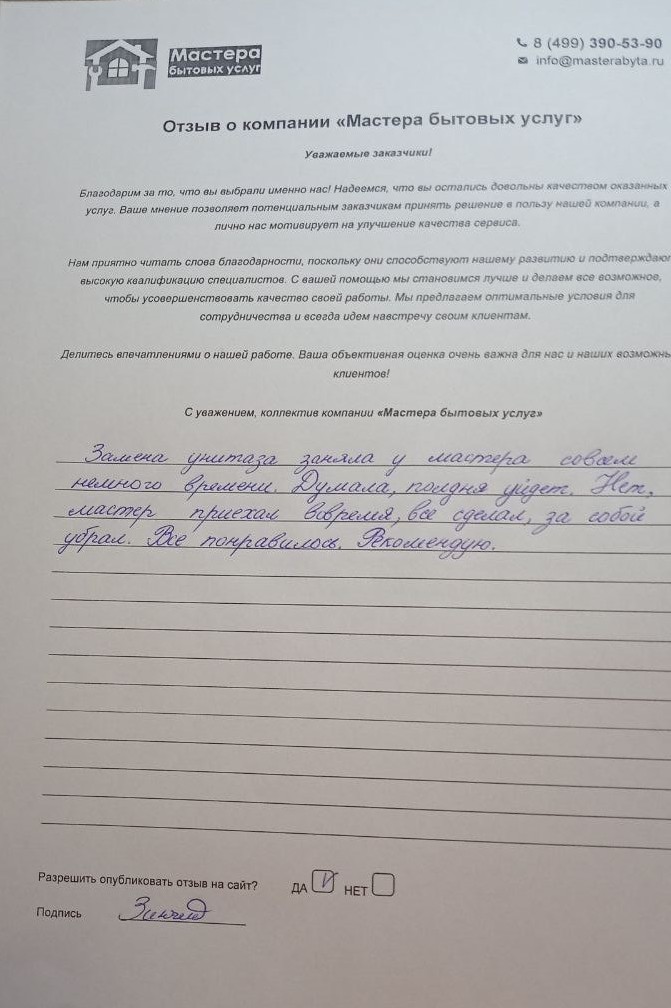 Мастера
бытовых услуг
8 (499) 390-53-90
info@masterabyta.ru
Отзыв о компании «Мастера бытовых услуг»
Уважаемые заказчики!
Благодарим за то, что вы выбрали именно нас! Надеемся, что вы остались довольны качеством оказанных
услуг. Ваше мнение позволяет потенциальным заказчикам принять решение в пользу нашей компании, а
лично нас мотивирует на улучшение качества сервиса.
Нам приятно читать слова благодарности, поскольку они способствуют нашему развитию и подтверждают
высокую квалификацию специалистов. С вашей помощью мы становимся лучше и делаем все возможное,
чтобы усовершенствовать качество своей работы. Мы предлагаем оптимальные условия для
сотрудничества и всегда идем навстречу своим клиентам.
Делитесь впечатлениями о нашей работе. Ваша объективная оценка очень важна для нас и наших возможн
клиентов!
С уважением, коллектив компании «Мастера бытовых услуг»
Замена унитаза заняла у мастера совсем
немного времени. Думала, полдня уйдет. Нет,
мастер приехал вовремя, все сделал, за собой
убрал. Все понравилось. Рекомендую.
Разрешить опубликовать отзыв на сайт? ДА V НЕТ
Подпись